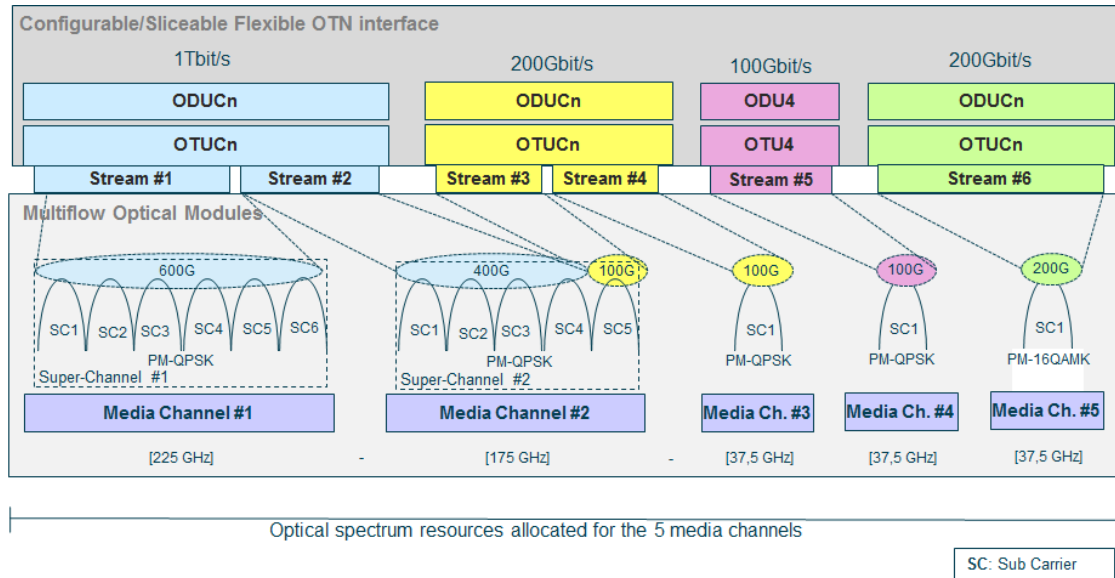 Configurable/Sliceable Flexible OTN interface
1Tbit/s 200Gbit/s 100Gbit/s 200Gbit/s
ODUCn ODUCn ODU4 ODUCn
OTUCn OTUCn OTU4 OTUCn
Stream #1 Stream #2 Stream #3 Stream #4 Stream #5 Stream #6
Multiflow Optical Modules
600G 400G 100G 100G 100G 200G
SC1 SC2 SC3 SC4 SC5 SC6 SC1 SC2 SC3 SC4 SC5 SC1 SC1 SC1
PM-QPSK PM-QPSK PM-QPSK PM-QPSK PM-16QAMK
Super-Channel #1 Super-Channel #2
Media Channel #1 Media Channel #2 Media Ch. #3 Media Ch. #4 Media Ch. #5
[225 GHz] - [175 GHz] - [37,5 GHz] [37,5 GHz] [37,5 GHz]
Optical spectrum resources allocated for the 5 media channels
SC: Sub Carrier